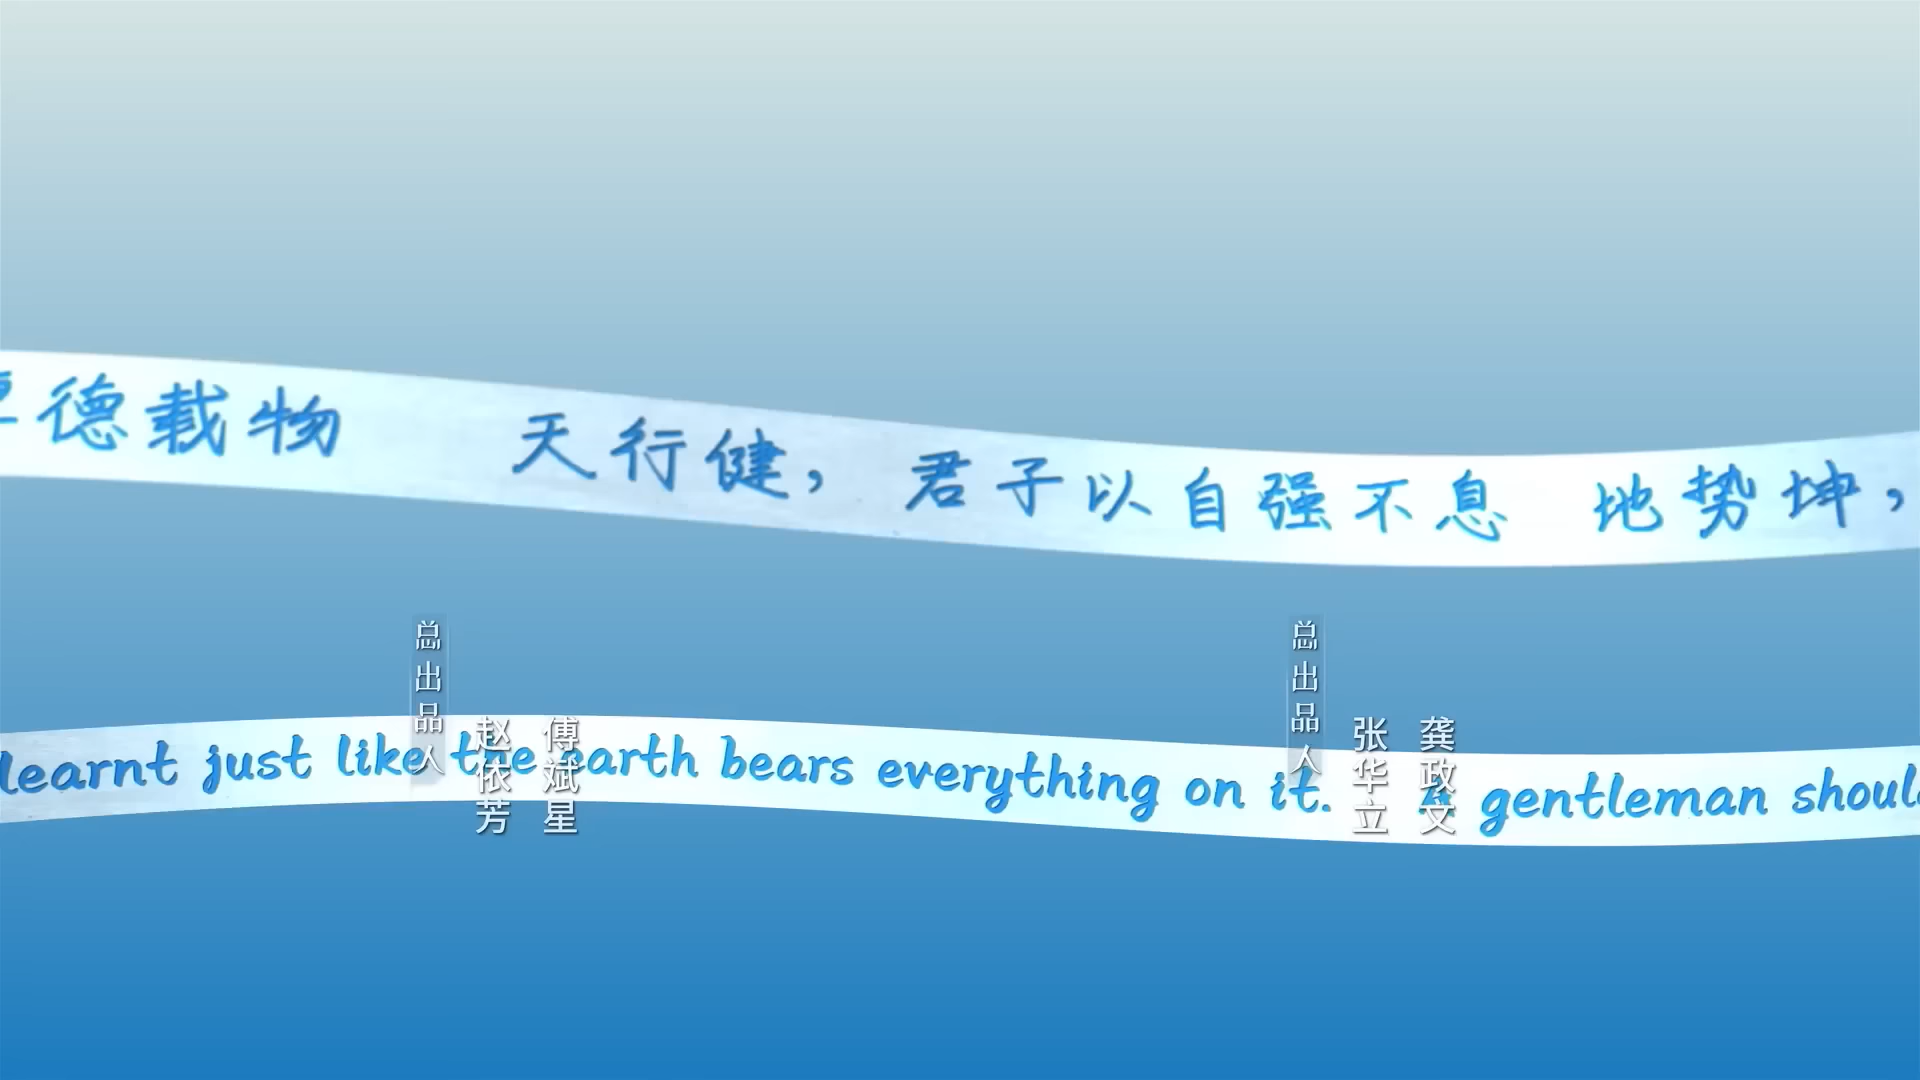 德载物 天行健，君子以自强不息 地势坤，
总出品人
赵依芳
傅斌星
总出品人
张华立
龚政文
learnt just like the earth bears everything on it. A gentleman